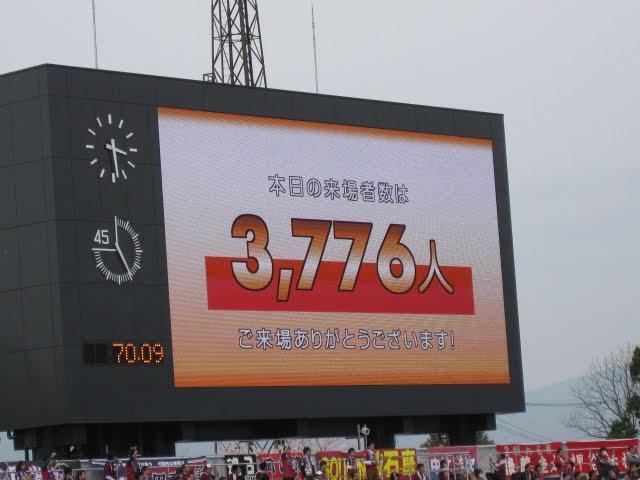 本日の来場者数は
3,776人
ご来場ありがとうございます!
45
70:09